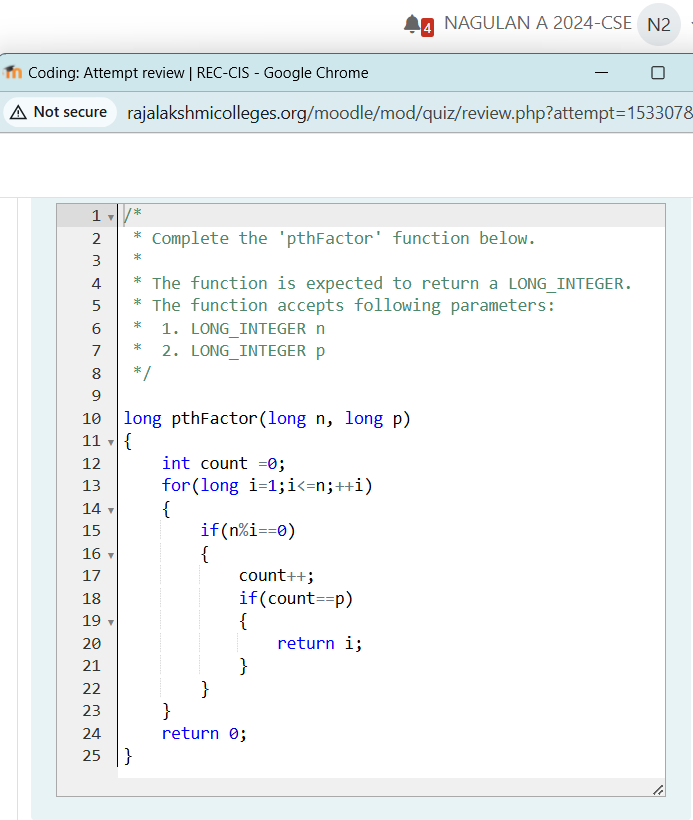 4 NAGULAN A 2024-CSE N2
Coding: Attempt review | REC-CIS - Google Chrome
Not secure rajalakshmicolleges.org/moodle/mod/quiz/review.php?attempt=1533078
1 /*
2  * Complete the 'pthFactor' function below.
3  *
4  * The function is expected to return a LONG_INTEGER.
5  * The function accepts following parameters:
6  *  1. LONG_INTEGER n
7  *  2. LONG_INTEGER p
8  */
9
10 long pthFactor(long n, long p)
11 {
12     int count =0;
13     for(long i=1;i<=n;++i)
14     {
15         if(n%i==0)
16         {
17             count++;
18             if(count==p)
19             {
20                 return i;
21             }
22         }
23     }
24     return 0;
25 }